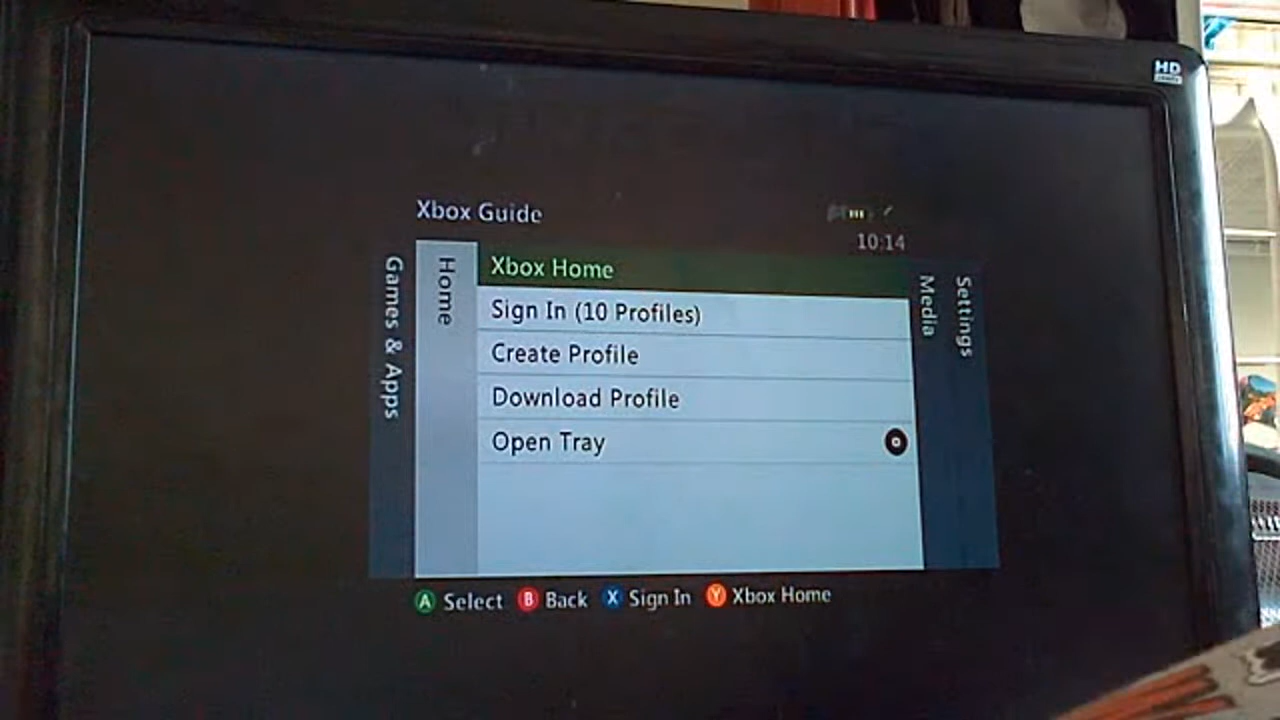 HD
Xbox Guide
10:14
Games & Apps
Home
Xbox Home
Sign In (10 Profiles)
Create Profile
Download Profile
Open Tray
Media
Settings
A Select B Back X Sign In Y Xbox Home